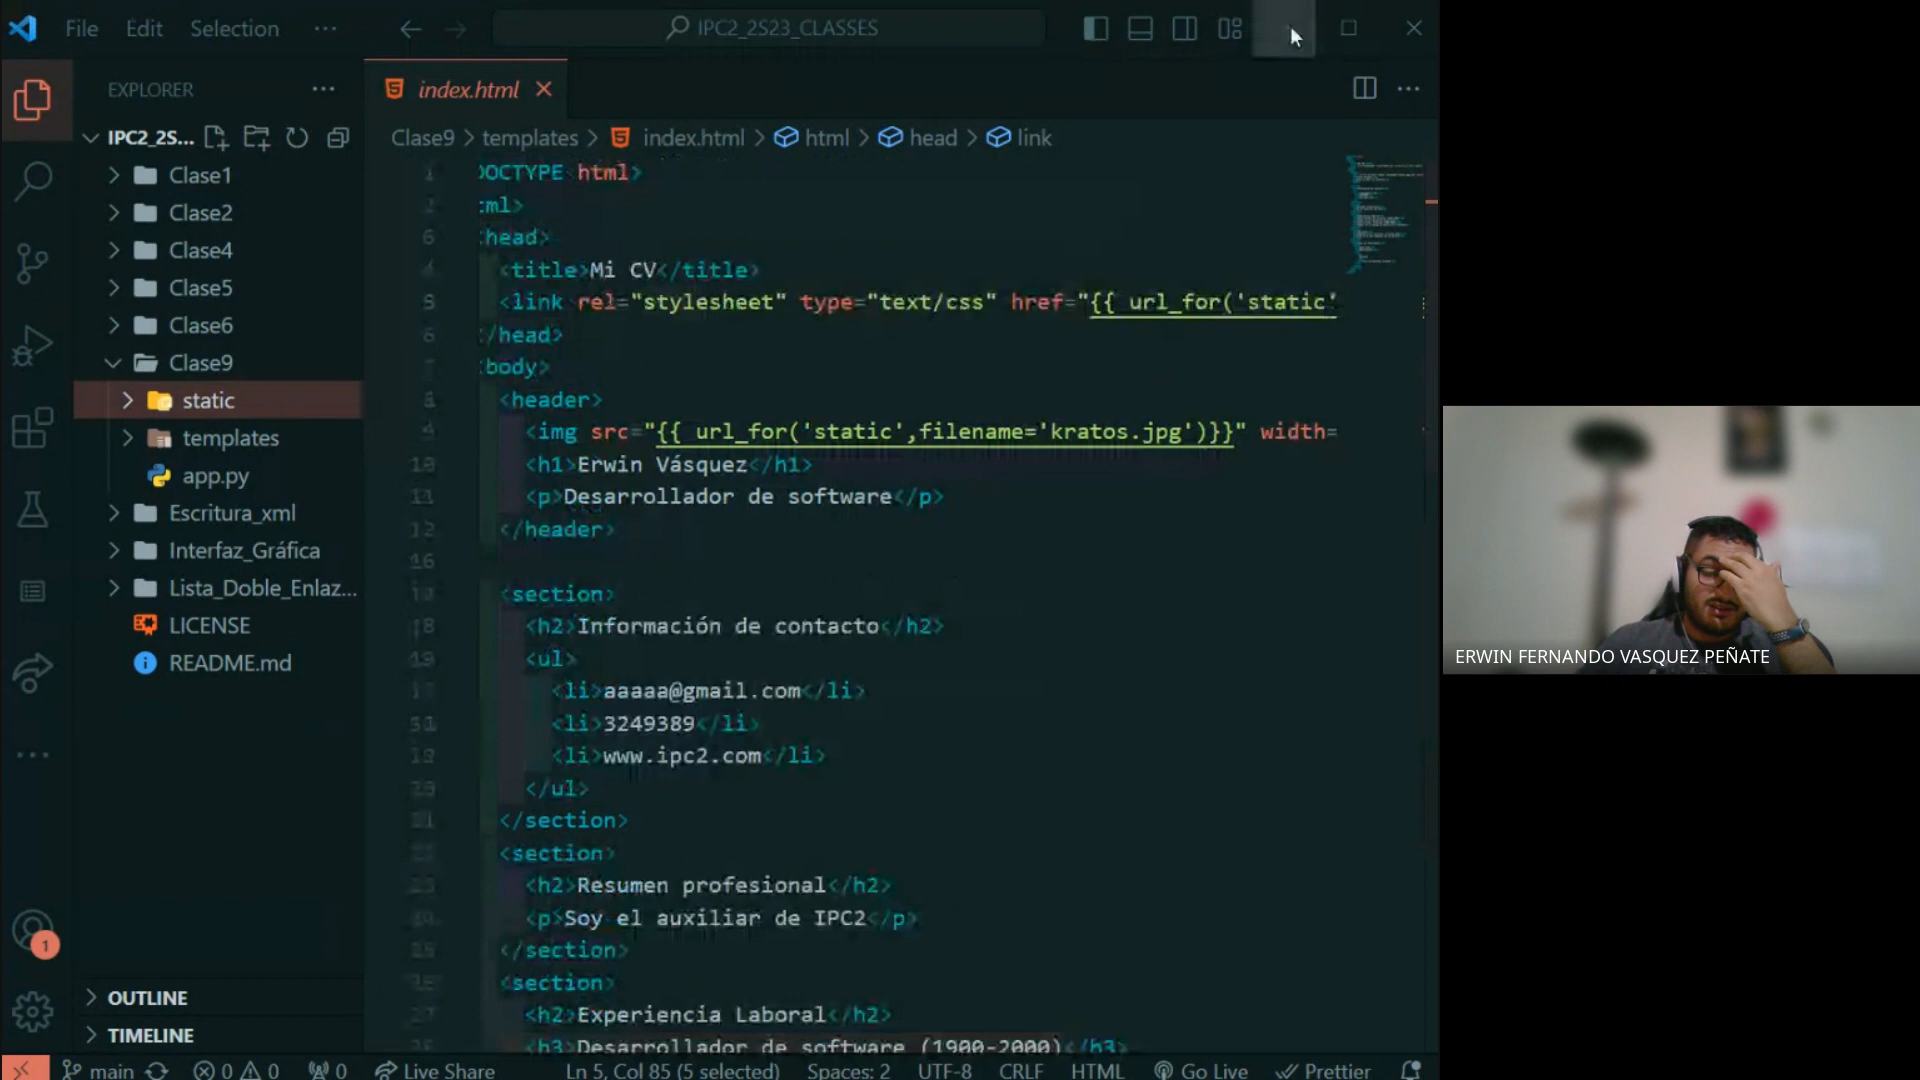 File Edit Selection ··· IPC2_2S23_CLASSES
EXPLORER ···
index.html
IPC2_2S...
Clase9 > templates > index.html > html > head > link
Clase1
Clase2
Clase4
Clase5
Clase6
Clase9
static
templates
app.py
Escritura_xml
Interfaz_Gráfica
Lista_Doble_Enlaz...
LICENSE
README.md
OUTLINE
TIMELINE
DOCTYPE html>
ml>
head>
<title>Mi CV</title>
<link rel="stylesheet" type="text/css" href="{{ url_for('static'
/head>
body>
<header>
<img src="{{ url_for('static',filename='kratos.jpg')}}" width=
<h1>Erwin Vásquez</h1>
<p>Desarrollador de software</p>
</header>
<section>
<h2>Información de contacto</h2>
<ul>
<li>aaaaa@gmail.com</li>
<li>3249389</li>
<li>www.ipc2.com</li>
</ul>
</section>
<section>
<h2>Resumen profesional</h2>
<p>Soy el auxiliar de IPC2</p>
</section>
<section>
<h2>Experiencia Laboral</h2>
<h3>Desarrollador de software (1900-2000)</h3>
1
main 0 0 0 Live Share Ln 5, Col 85 (5 selected) Spaces: 2 UTF-8 CRLF HTML Go Live Prettier
ERWIN FERNANDO VASQUEZ PEÑATE